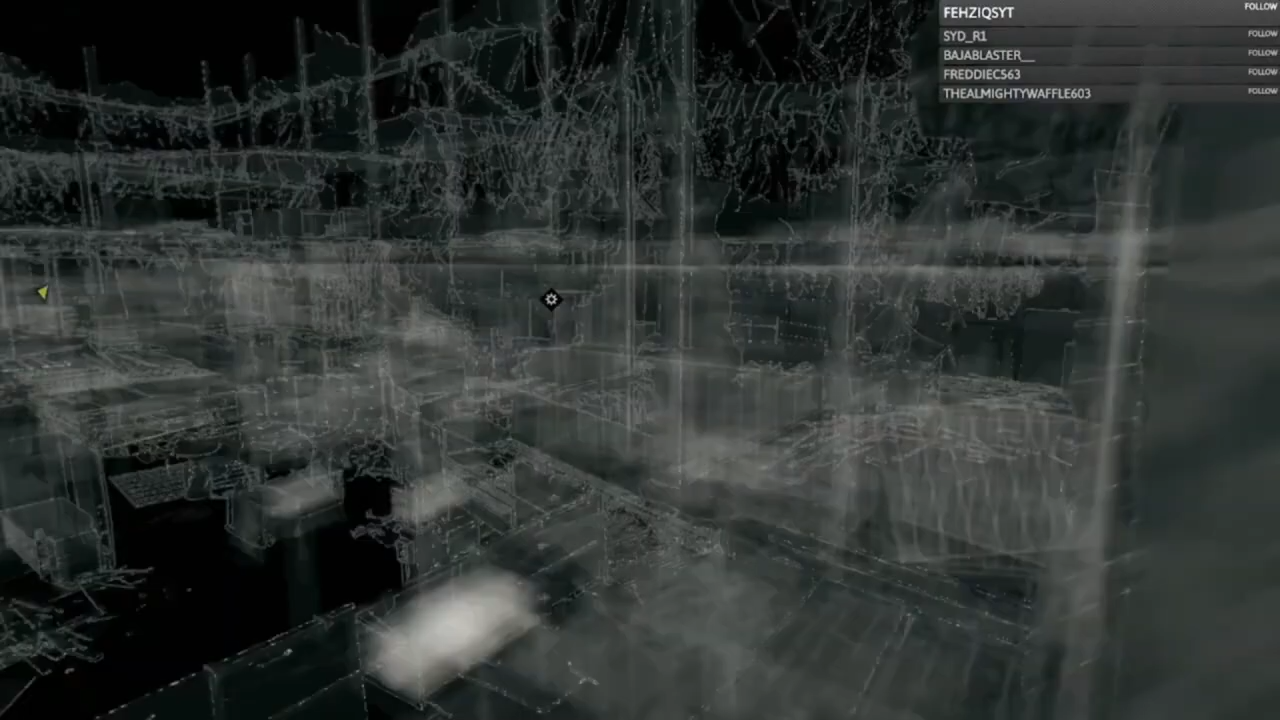 FEHZIQSYT FOLLOW
SYD_R1 FOLLOW
BAJABLASTER__ FOLLOW
FREDDIEC563 FOLLOW
THEALMIGHTYWAFFLE603 FOLLOW